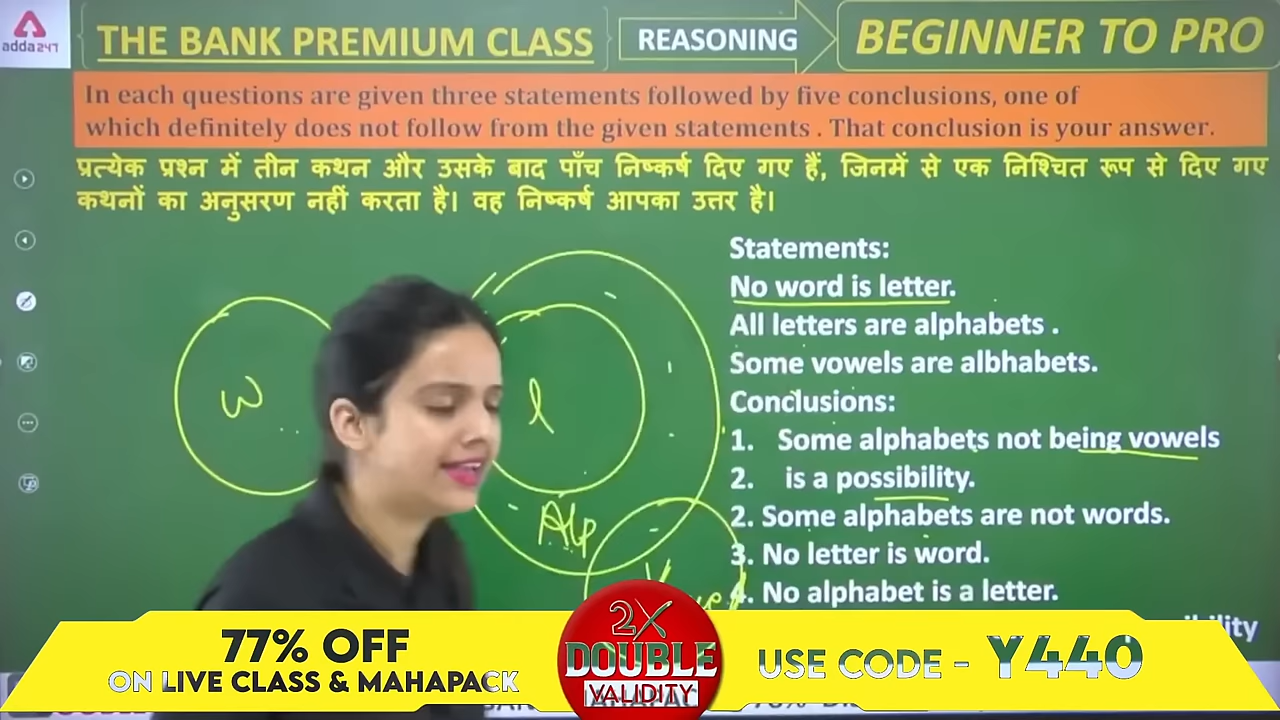 adda247
THE BANK PREMIUM CLASS
REASONING
BEGINNER TO PRO
In each questions are given three statements followed by five conclusions, one of
which definitely does not follow from the given statements . That conclusion is your answer.
प्रत्येक प्रश्न में तीन कथन और उसके बाद पाँच निष्कर्ष दिए गए हैं, जिनमें से एक निश्चित रूप से दिए गए
कथनों का अनुसरण नहीं करता है। वह निष्कर्ष आपका उत्तर है।
Statements:
No word is letter.
All letters are alphabets .
Some vowels are albhabets.
Conclusions:
1. Some alphabets not being vowels
2. is a possibility.
2. Some alphabets are not words.
3. No letter is word.
4. No alphabet is a letter.
w
l
Alp
77% OFF
ON LIVE CLASS & MAHAPACK
2X
DOUBLE
VALIDITY
USE CODE - Y440